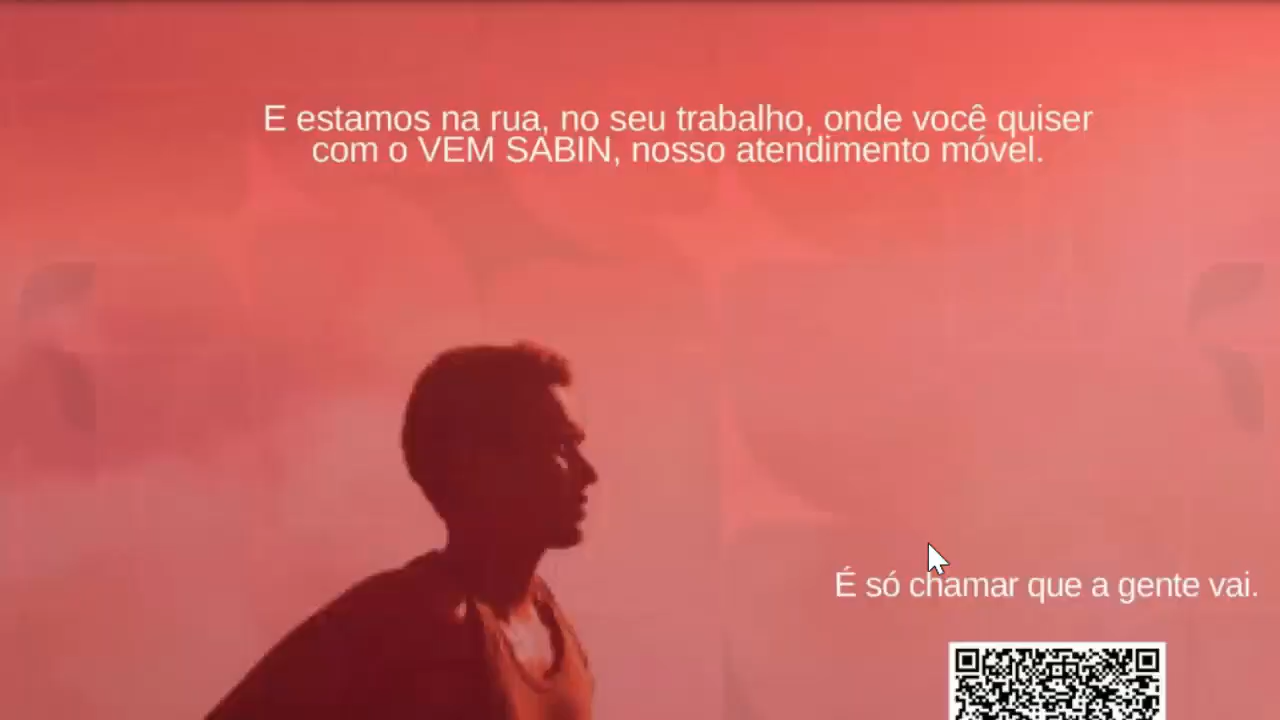 E estamos na rua, no seu trabalho, onde você quiser
com o VEM SABIN, nosso atendimento móvel.
É só chamar que a gente vai.